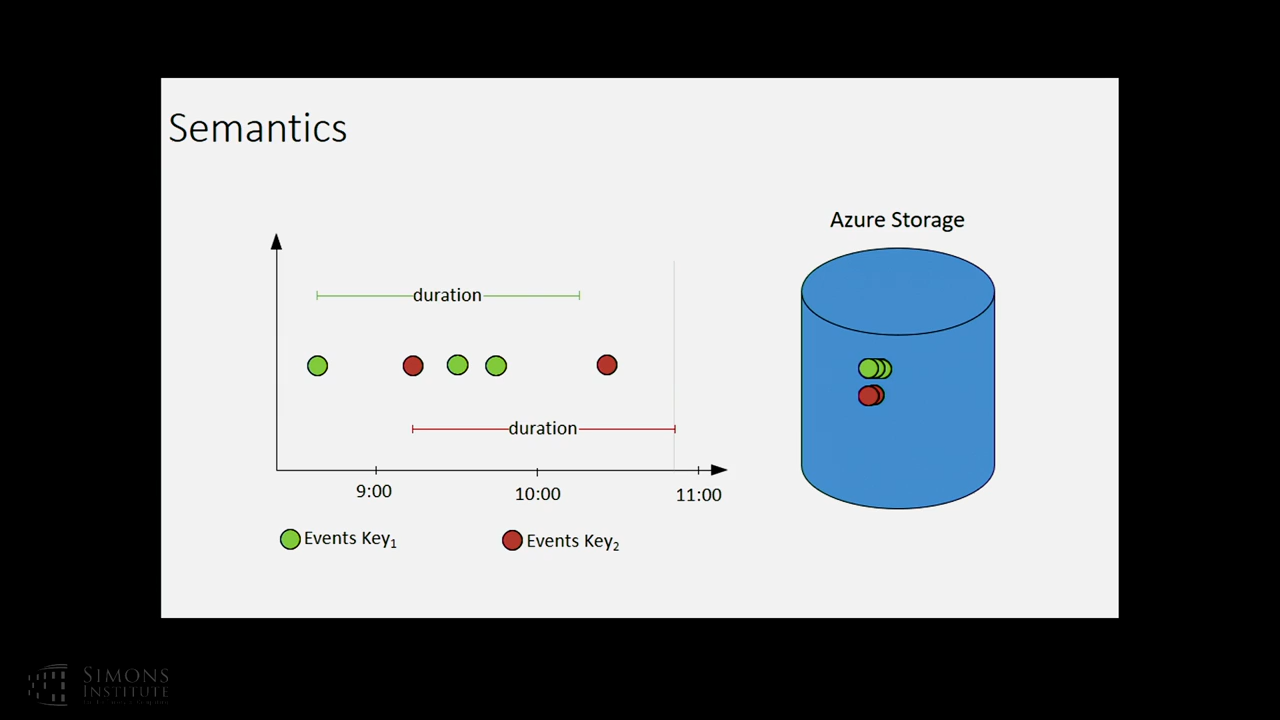 Semantics
Azure Storage
duration
duration
9:00
10:00
11:00
Events Key₁
Events Key₂
SIMONS
INSTITUTE